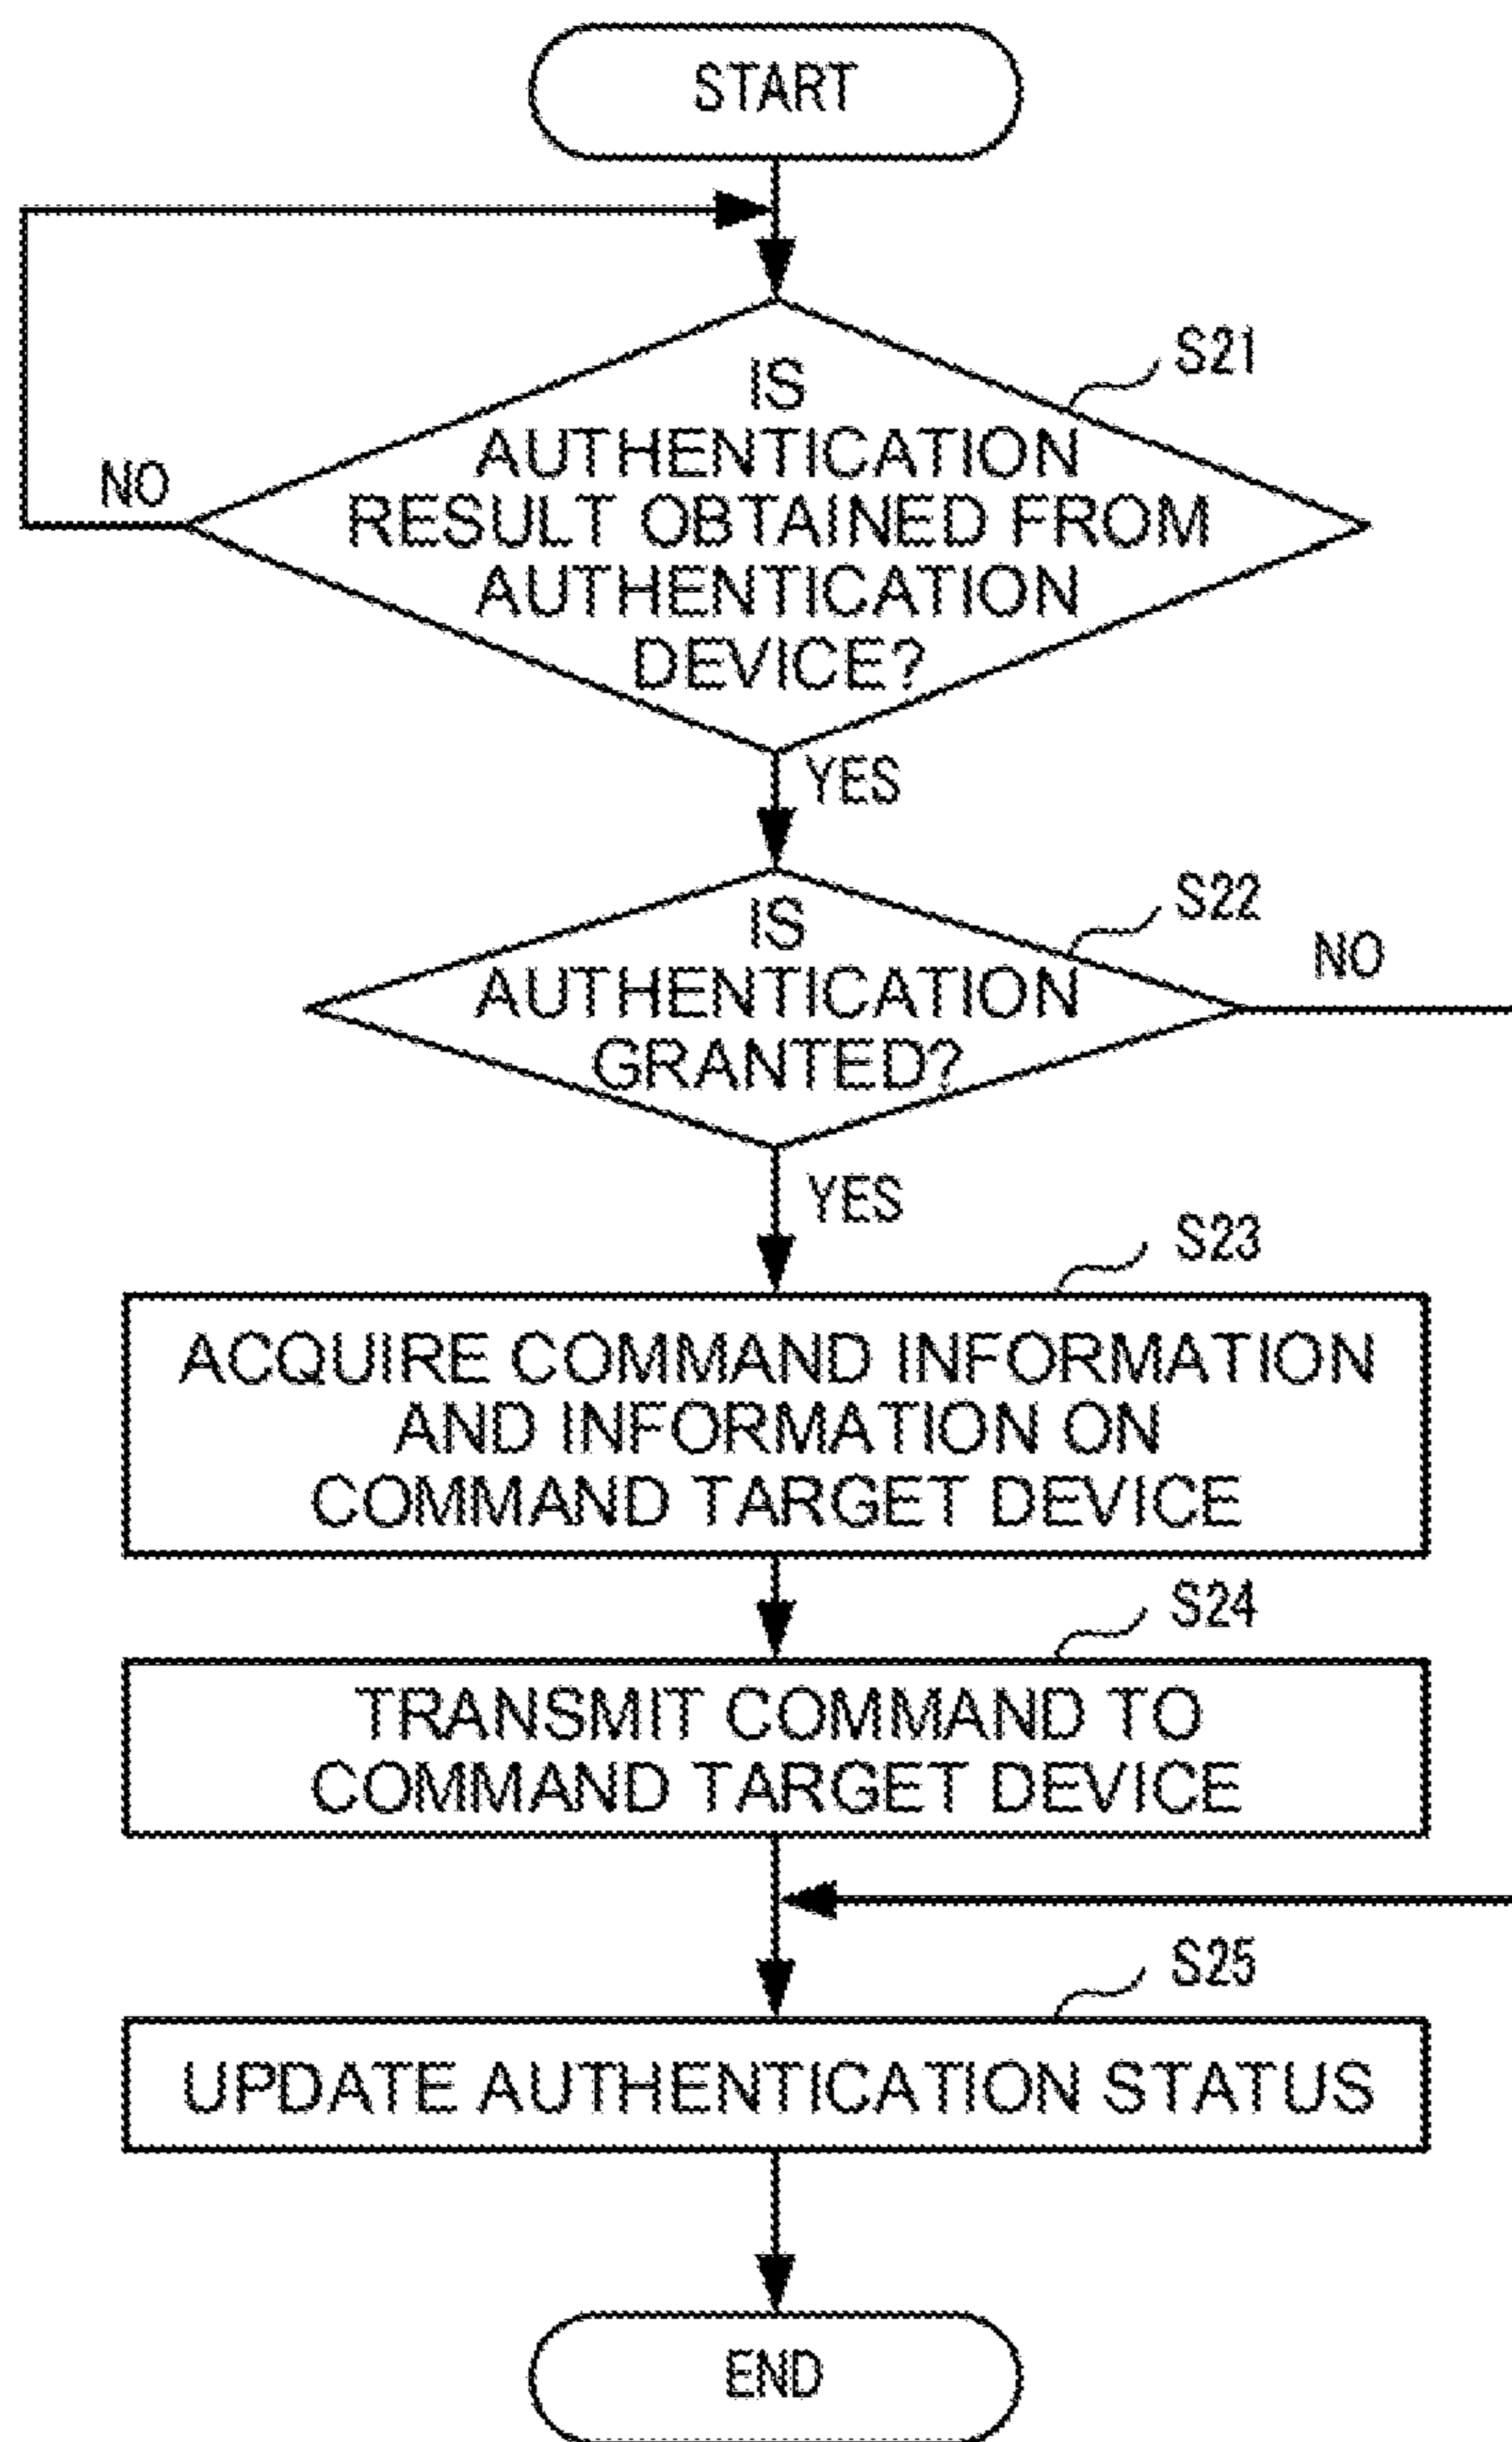 START
S21
IS
AUTHENTICATION
RESULT OBTAINED FROM
AUTHENTICATION
DEVICE?
NO
YES
S22
IS
AUTHENTICATION
GRANTED?
NO
YES
S23
ACQUIRE COMMAND INFORMATION
AND INFORMATION ON
COMMAND TARGET DEVICE
S24
TRANSMIT COMMAND TO
COMMAND TARGET DEVICE
S25
UPDATE AUTHENTICATION STATUS
END